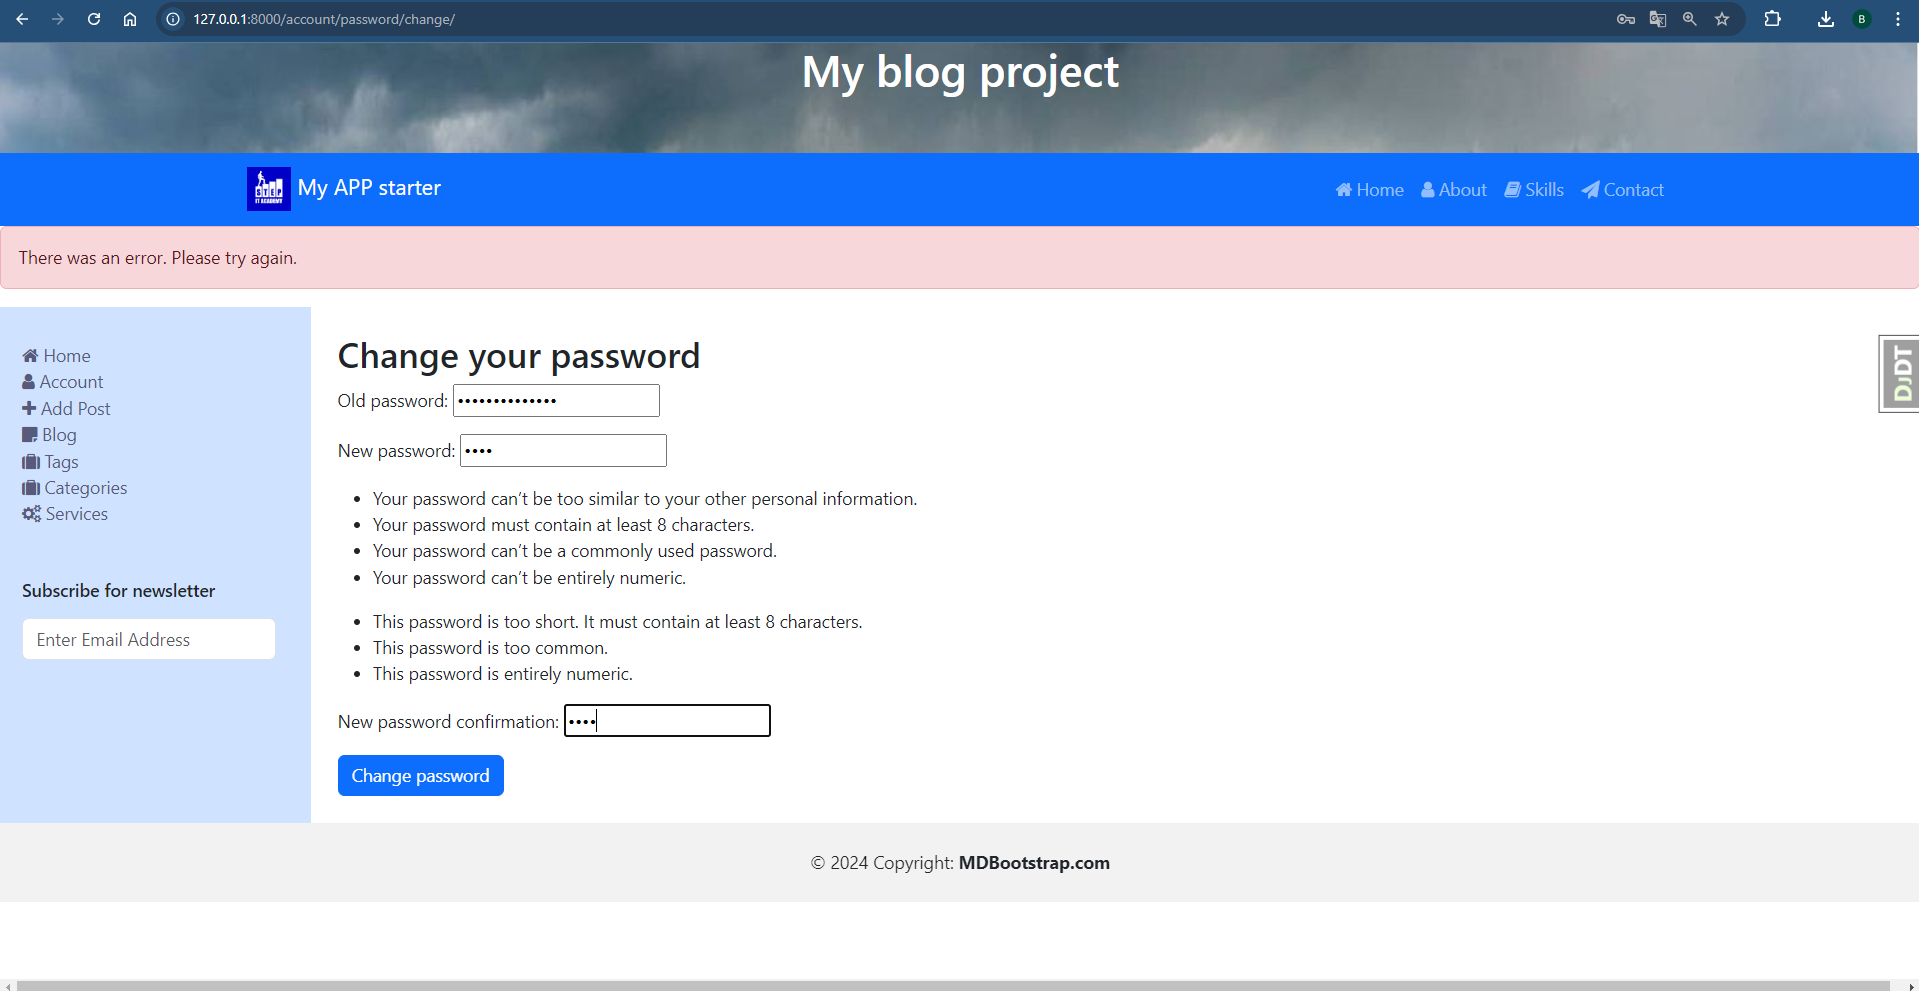 127.0.0.1:8000/account/password/change/
B
My blog project
STEP
IT ACADEMY
My APP starter
Home About Skills Contact
There was an error. Please try again.
Home
Account
Add Post
Blog
Tags
Categories
Services
Subscribe for newsletter
Enter Email Address
Change your password
Old password: ••••••••••••••
New password: ••••
• Your password can’t be too similar to your other personal information.
• Your password must contain at least 8 characters.
• Your password can’t be a commonly used password.
• Your password can’t be entirely numeric.
• This password is too short. It must contain at least 8 characters.
• This password is too common.
• This password is entirely numeric.
New password confirmation: ••••
Change password
DjDT
© 2024 Copyright: MDBootstrap.com